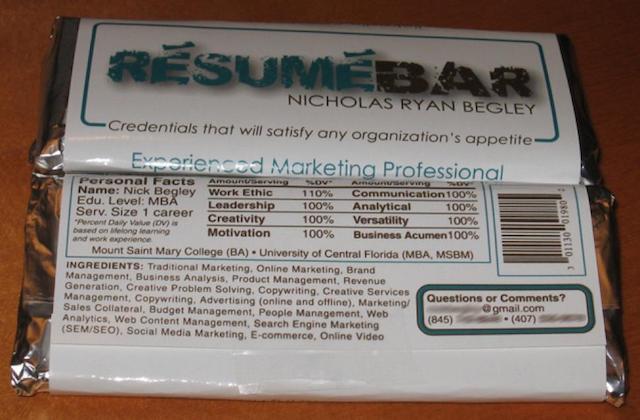 RÉSUMÉBAR
NICHOLAS RYAN BEGLEY
Credentials that will satisfy any organization's appetite
Experienced Marketing Professional
Personal Facts
Name: Nick Begley
Edu. Level: MBA
Serv. Size 1 career
*Percent Daily Value (DV) is
based on lifelong learning
and work experience.
Amount/Serving %DV* Amount/Serving %DV*
Work Ethic 110% Communication 100%
Leadership 100% Analytical 100%
Creativity 100% Versatility 100%
Motivation 100% Business Acumen 100%
Mount Saint Mary College (BA) • University of Central Florida (MBA, MSBM)
INGREDIENTS: Traditional Marketing, Online Marketing, Brand
Management, Business Analysis, Product Management, Revenue
Generation, Creative Problem Solving, Copywriting, Creative Services
Management, Copywriting, Advertising (online and offline), Marketing/
Sales Collateral, Budget Management, People Management, Web
Analytics, Web Content Management, Search Engine Marketing
(SEM/SEO), Social Media Marketing, E-commerce, Online Video
Questions or Comments?
@gmail.com
(845) • (407)
3 01130 01980 2